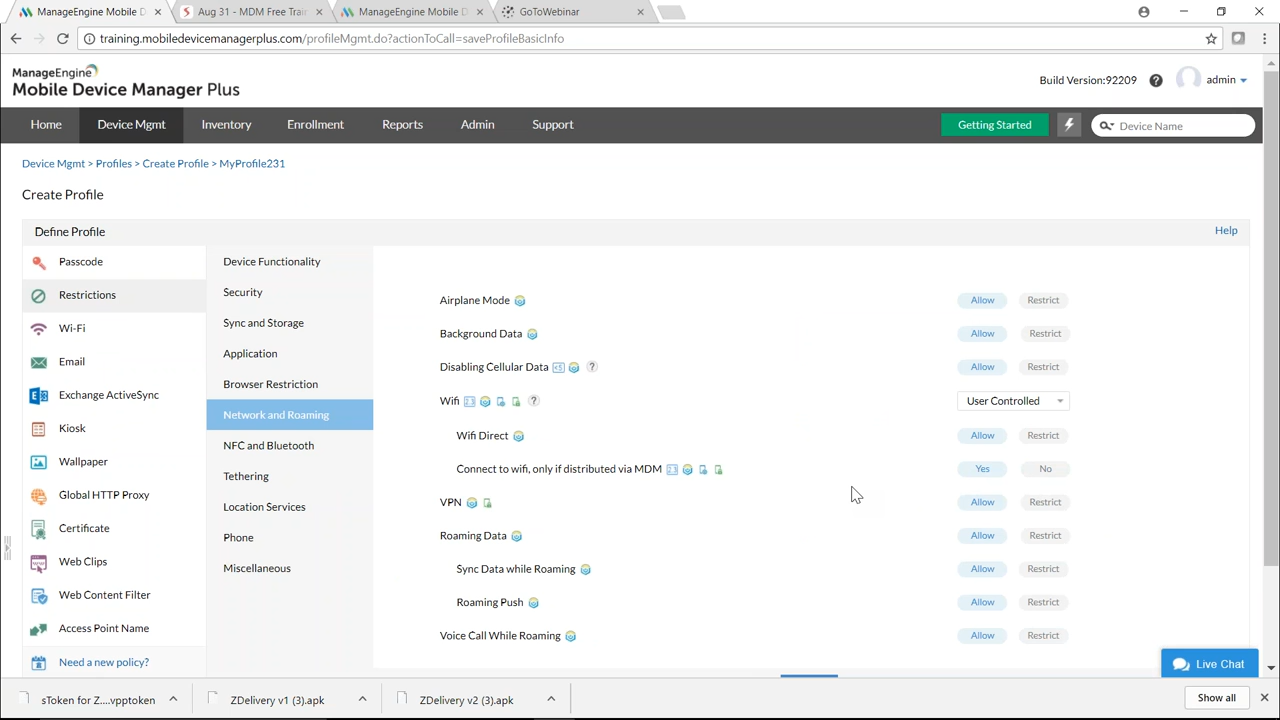 ManageEngine Mobile D
Aug 31 - MDM Free Train
ManageEngine Mobile D
GoToWebinar
training.mobiledevicemanagerplus.com/profileMgmt.do?actionToCall=saveProfileBasicInfo
ManageEngine
Mobile Device Manager Plus
Build Version:92209
admin
Home
Device Mgmt
Inventory
Enrollment
Reports
Admin
Support
Getting Started
Device Name
Device Mgmt > Profiles > Create Profile > MyProfile231
Create Profile
Define Profile
Help
Passcode
Restrictions
Wi-Fi
Email
Exchange ActiveSync
Kiosk
Wallpaper
Global HTTP Proxy
Certificate
Web Clips
Web Content Filter
Access Point Name
Need a new policy?
Device Functionality
Security
Sync and Storage
Application
Browser Restriction
Network and Roaming
NFC and Bluetooth
Tethering
Location Services
Phone
Miscellaneous
Airplane Mode Allow Restrict
Background Data Allow Restrict
Disabling Cellular Data ? Allow Restrict
Wifi ? User Controlled
Wifi Direct Allow Restrict
Connect to wifi, only if distributed via MDM Yes No
VPN Allow Restrict
Roaming Data Allow Restrict
Sync Data while Roaming Allow Restrict
Roaming Push Allow Restrict
Voice Call While Roaming Allow Restrict
Live Chat
sToken for Z....vpptoken
ZDelivery v1 (3).apk
ZDelivery v2 (3).apk
Show all